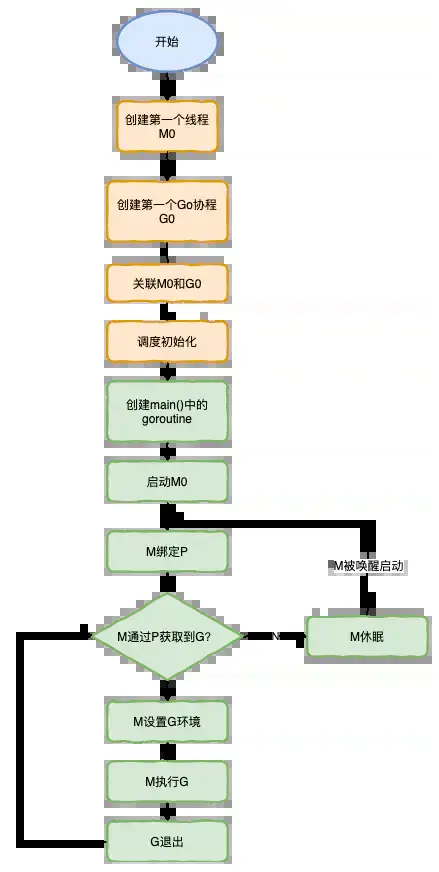 开始
创建第一个线程
M0
创建第一个Go协程
G0
关联M0和G0
调度初始化
创建main()中的
goroutine
启动M0
M绑定P
M被唤醒启动
M通过P获取到G?
N
M休眠
M设置G环境
M执行G
G退出